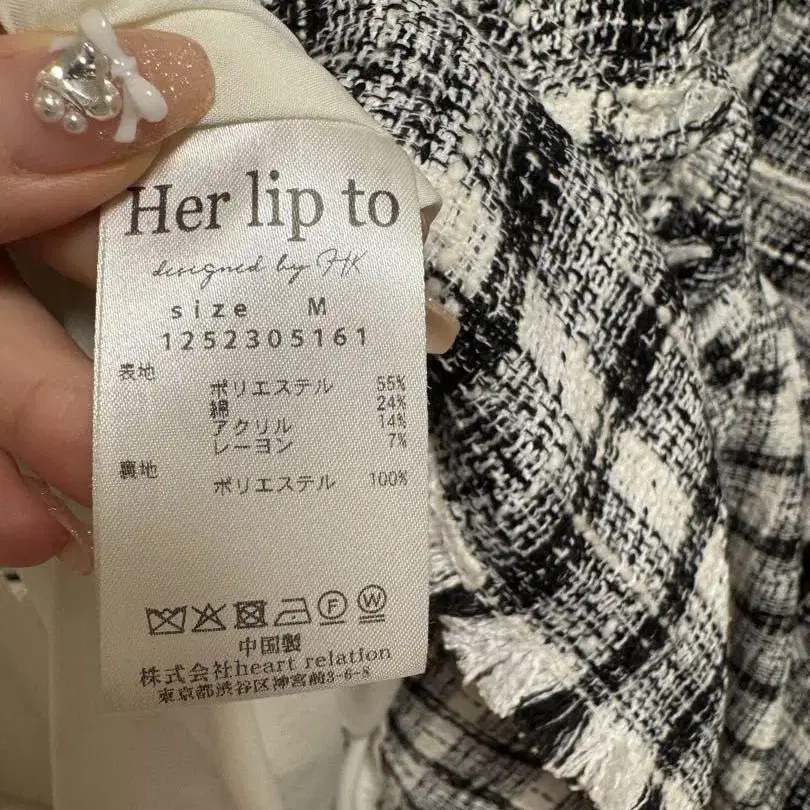 Her lip to
designed by HK
size M
1252305161
表地
ポリエステル 55%
綿 24%
アクリル 14%
レーヨン 7%
裏地
ポリエステル 100%
F W
中国製
株式会社heart relation
東京都渋谷区神宮前3-6-8